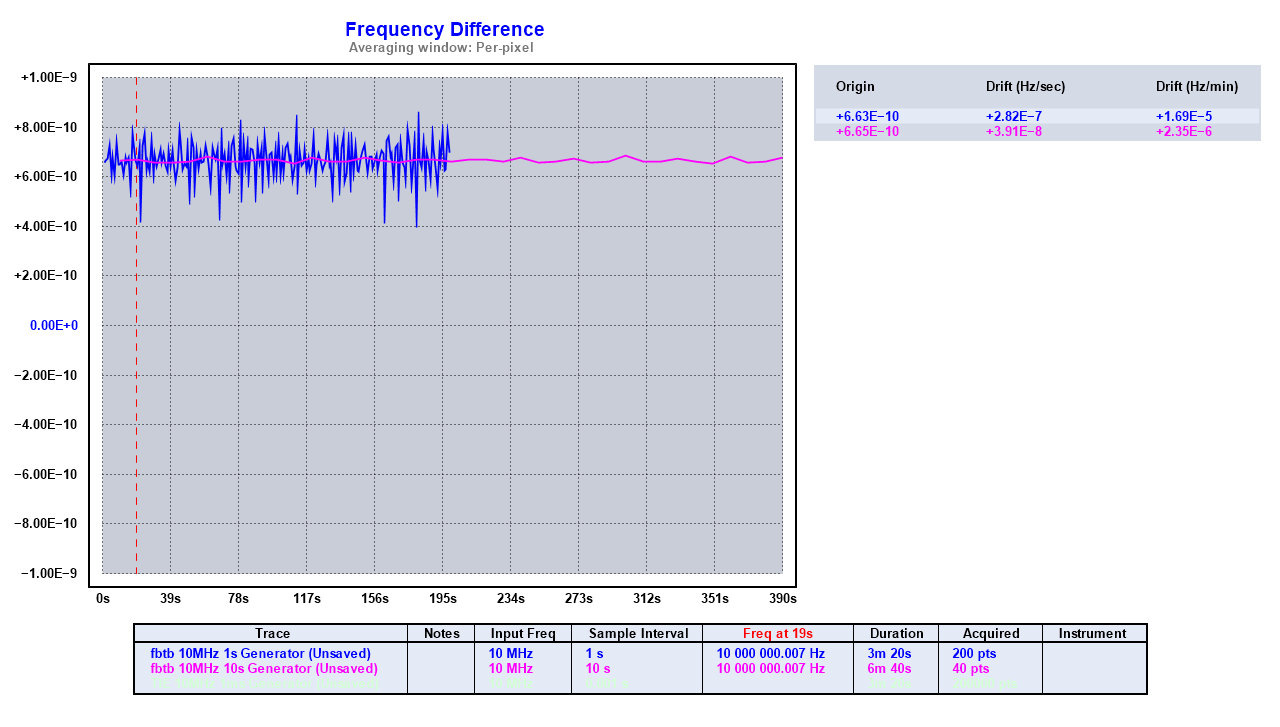 Frequency Difference
Averaging window: Per-pixel
+1.00E−9
+8.00E−10
+6.00E−10
+4.00E−10
+2.00E−10
0.00E+0
−2.00E−10
−4.00E−10
−6.00E−10
−8.00E−10
−1.00E−9
0s 39s 78s 117s 156s 195s 234s 273s 312s 351s 390s
Origin Drift (Hz/sec) Drift (Hz/min)
+6.63E−10 +2.82E−7 +1.69E−5
+6.65E−10 +3.91E−8 +2.35E−6
Trace Notes Input Freq Sample Interval Freq at 19s Duration Acquired Instrument
fbtb 10MHz 1s Generator (Unsaved) 10 MHz 1 s 10 000 000.007 Hz 3m 20s 200 pts
fbtb 10MHz 10s Generator (Unsaved) 10 MHz 10 s 10 000 000.007 Hz 6m 40s 40 pts